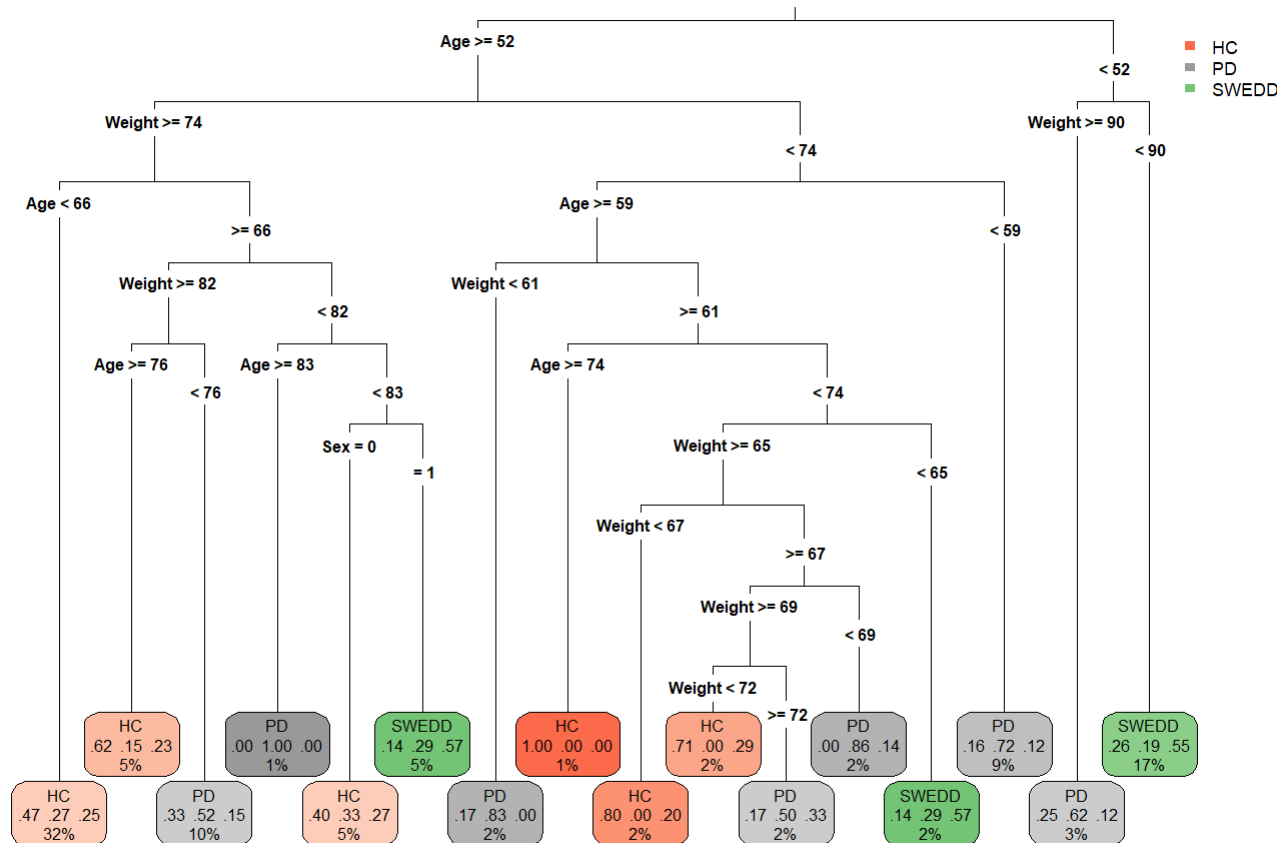 Age >= 52
HC
PD
SWEDD
< 52
Weight >= 74
Weight >= 90
< 74
< 90
Age < 66
Age >= 59
>= 66
< 59
Weight >= 82
Weight < 61
< 82
>= 61
Age >= 76
Age >= 83
Age >= 74
< 76
< 83
< 74
Sex = 0
Weight >= 65
= 1
< 65
Weight < 67
>= 67
Weight >= 69
< 69
Weight < 72
>= 72
HC
.62 .15 .23
5%
PD
.00 1.00 .00
1%
SWEDD
.14 .29 .57
5%
HC
1.00 .00 .00
1%
HC
.71 .00 .29
2%
PD
.00 .86 .14
2%
PD
.16 .72 .12
9%
SWEDD
.26 .19 .55
17%
HC
.47 .27 .25
32%
PD
.33 .52 .15
10%
HC
.40 .33 .27
5%
PD
.17 .83 .00
2%
HC
.80 .00 .20
2%
PD
.17 .50 .33
2%
SWEDD
.14 .29 .57
2%
PD
.25 .62 .12
3%